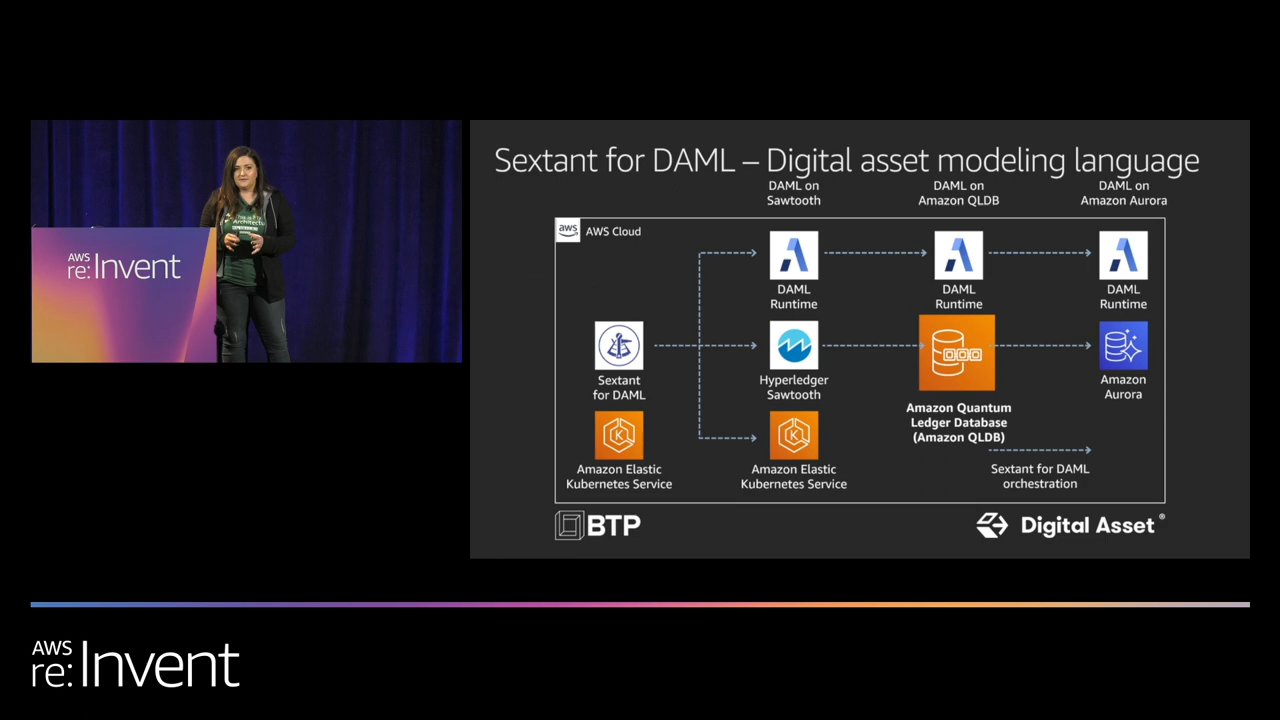 Sextant for DAML – Digital asset modeling language
DAML on
Sawtooth
DAML on
Amazon QLDB
DAML on
Amazon Aurora
aws
AWS Cloud
DAML
Runtime
DAML
Runtime
DAML
Runtime
Sextant
for DAML
Hyperledger
Sawtooth
Amazon Quantum
Ledger Database
(Amazon QLDB)
Amazon
Aurora
Amazon Elastic
Kubernetes Service
Amazon Elastic
Kubernetes Service
Sextant for DAML
orchestration
BTP
Digital Asset®
AWS
re:Invent
AWS
re:Invent